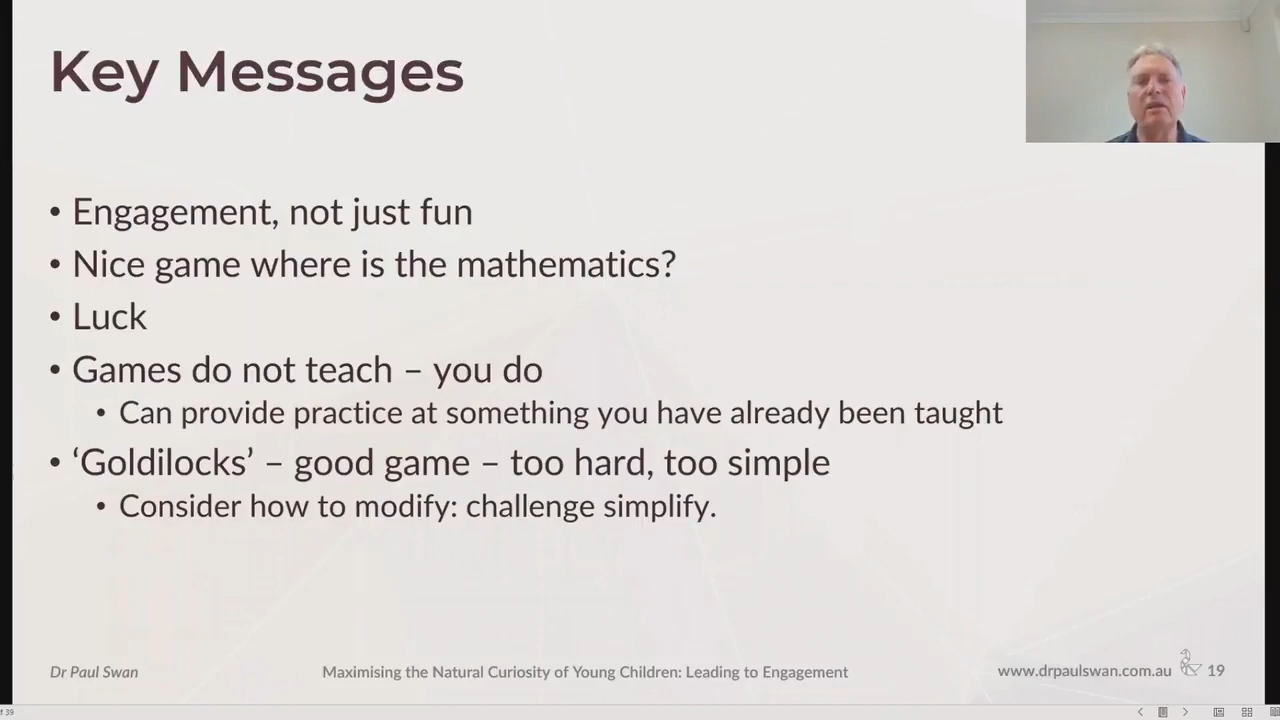 Key Messages
• Engagement, not just fun
• Nice game where is the mathematics?
• Luck
• Games do not teach – you do
• Can provide practice at something you have already been taught
• ‘Goldilocks’ – good game – too hard, too simple
• Consider how to modify: challenge simplify.
Dr Paul Swan
Maximising the Natural Curiosity of Young Children: Leading to Engagement
www.drpaulswan.com.au
19
of 39